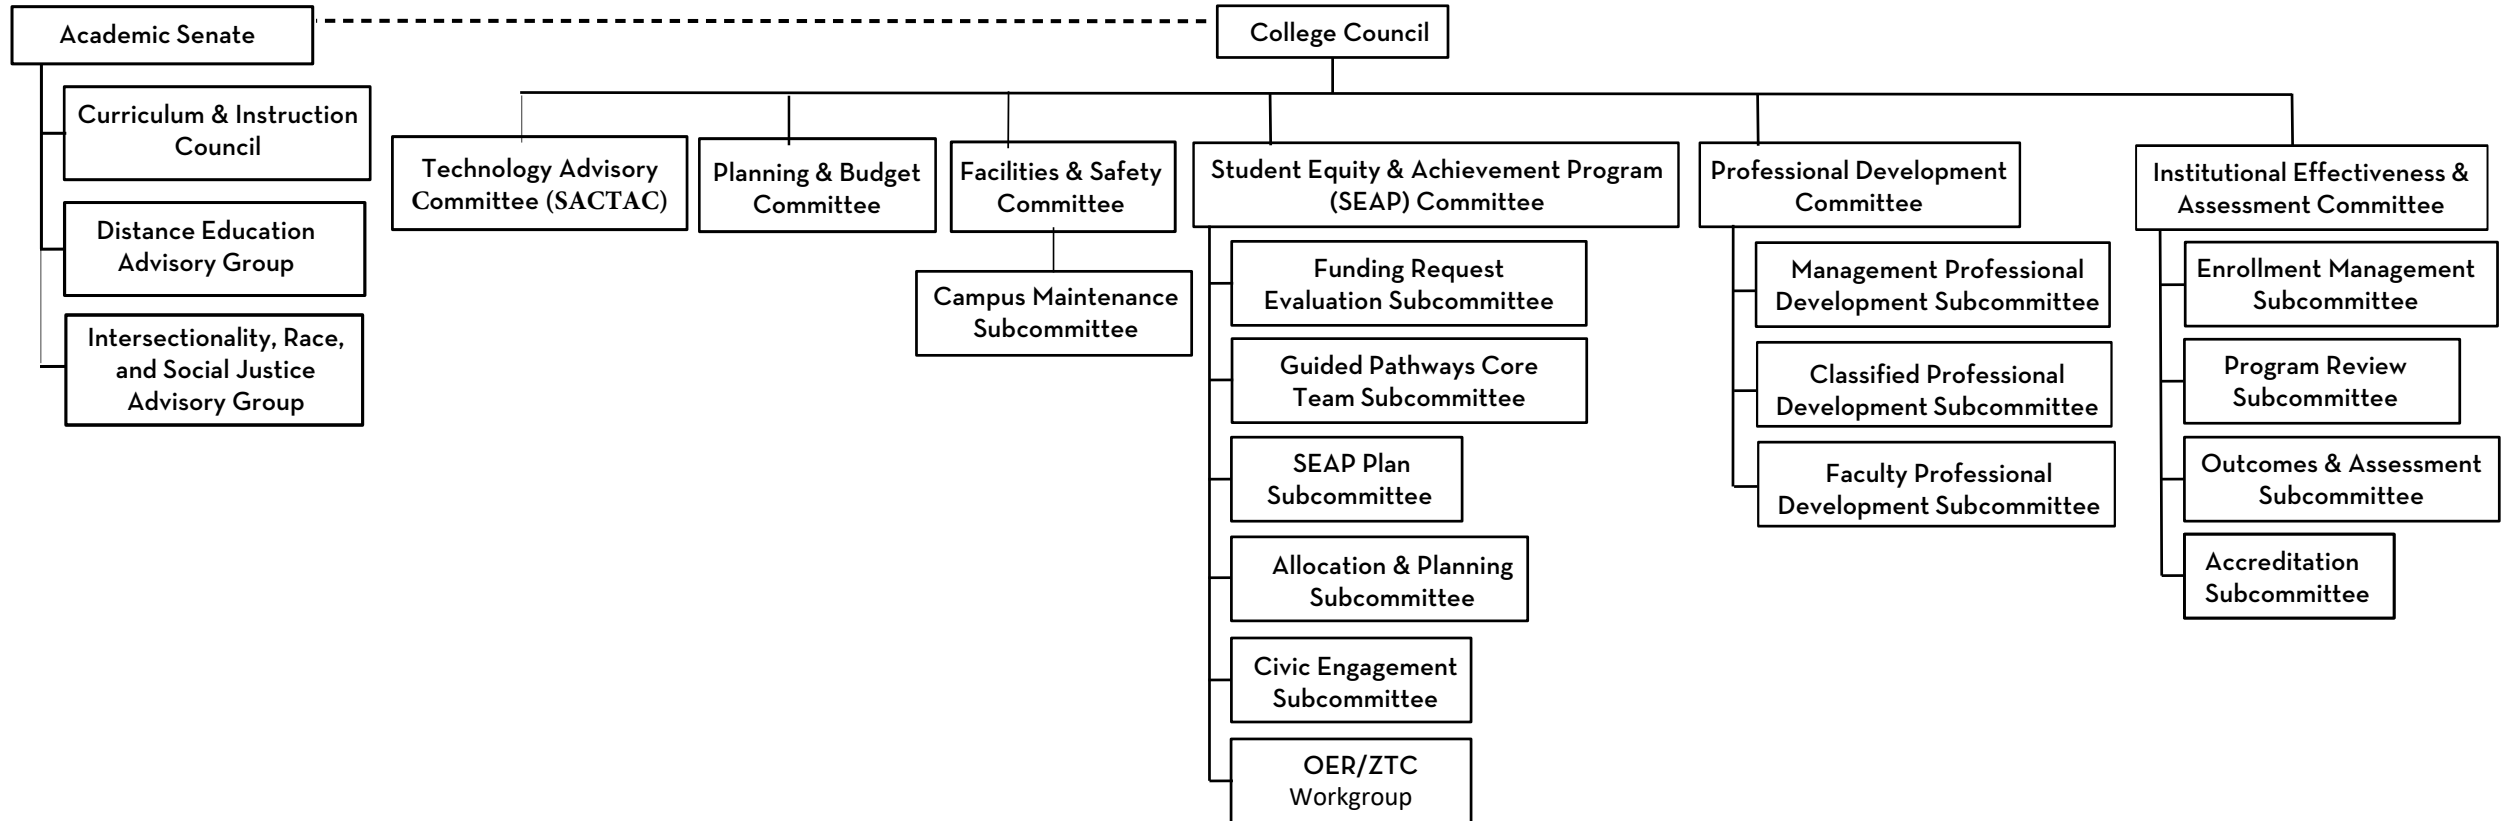 Academic Senate
College Council
Curriculum & Instruction
Council
Distance Education
Advisory Group
Intersectionality, Race,
and Social Justice
Advisory Group
Technology Advisory
Committee (SACTAC)
Planning & Budget
Committee
Facilities & Safety
Committee
Campus Maintenance
Subcommittee
Student Equity & Achievement Program
(SEAP) Committee
Funding Request
Evaluation Subcommittee
Guided Pathways Core
Team Subcommittee
SEAP Plan
Subcommittee
Allocation & Planning
Subcommittee
Civic Engagement
Subcommittee
OER/ZTC
Workgroup
Professional Development
Committee
Management Professional
Development Subcommittee
Classified Professional
Development Subcommittee
Faculty Professional
Development Subcommittee
Institutional Effectiveness &
Assessment Committee
Enrollment Management
Subcommittee
Program Review
Subcommittee
Outcomes & Assessment
Subcommittee
Accreditation
Subcommittee